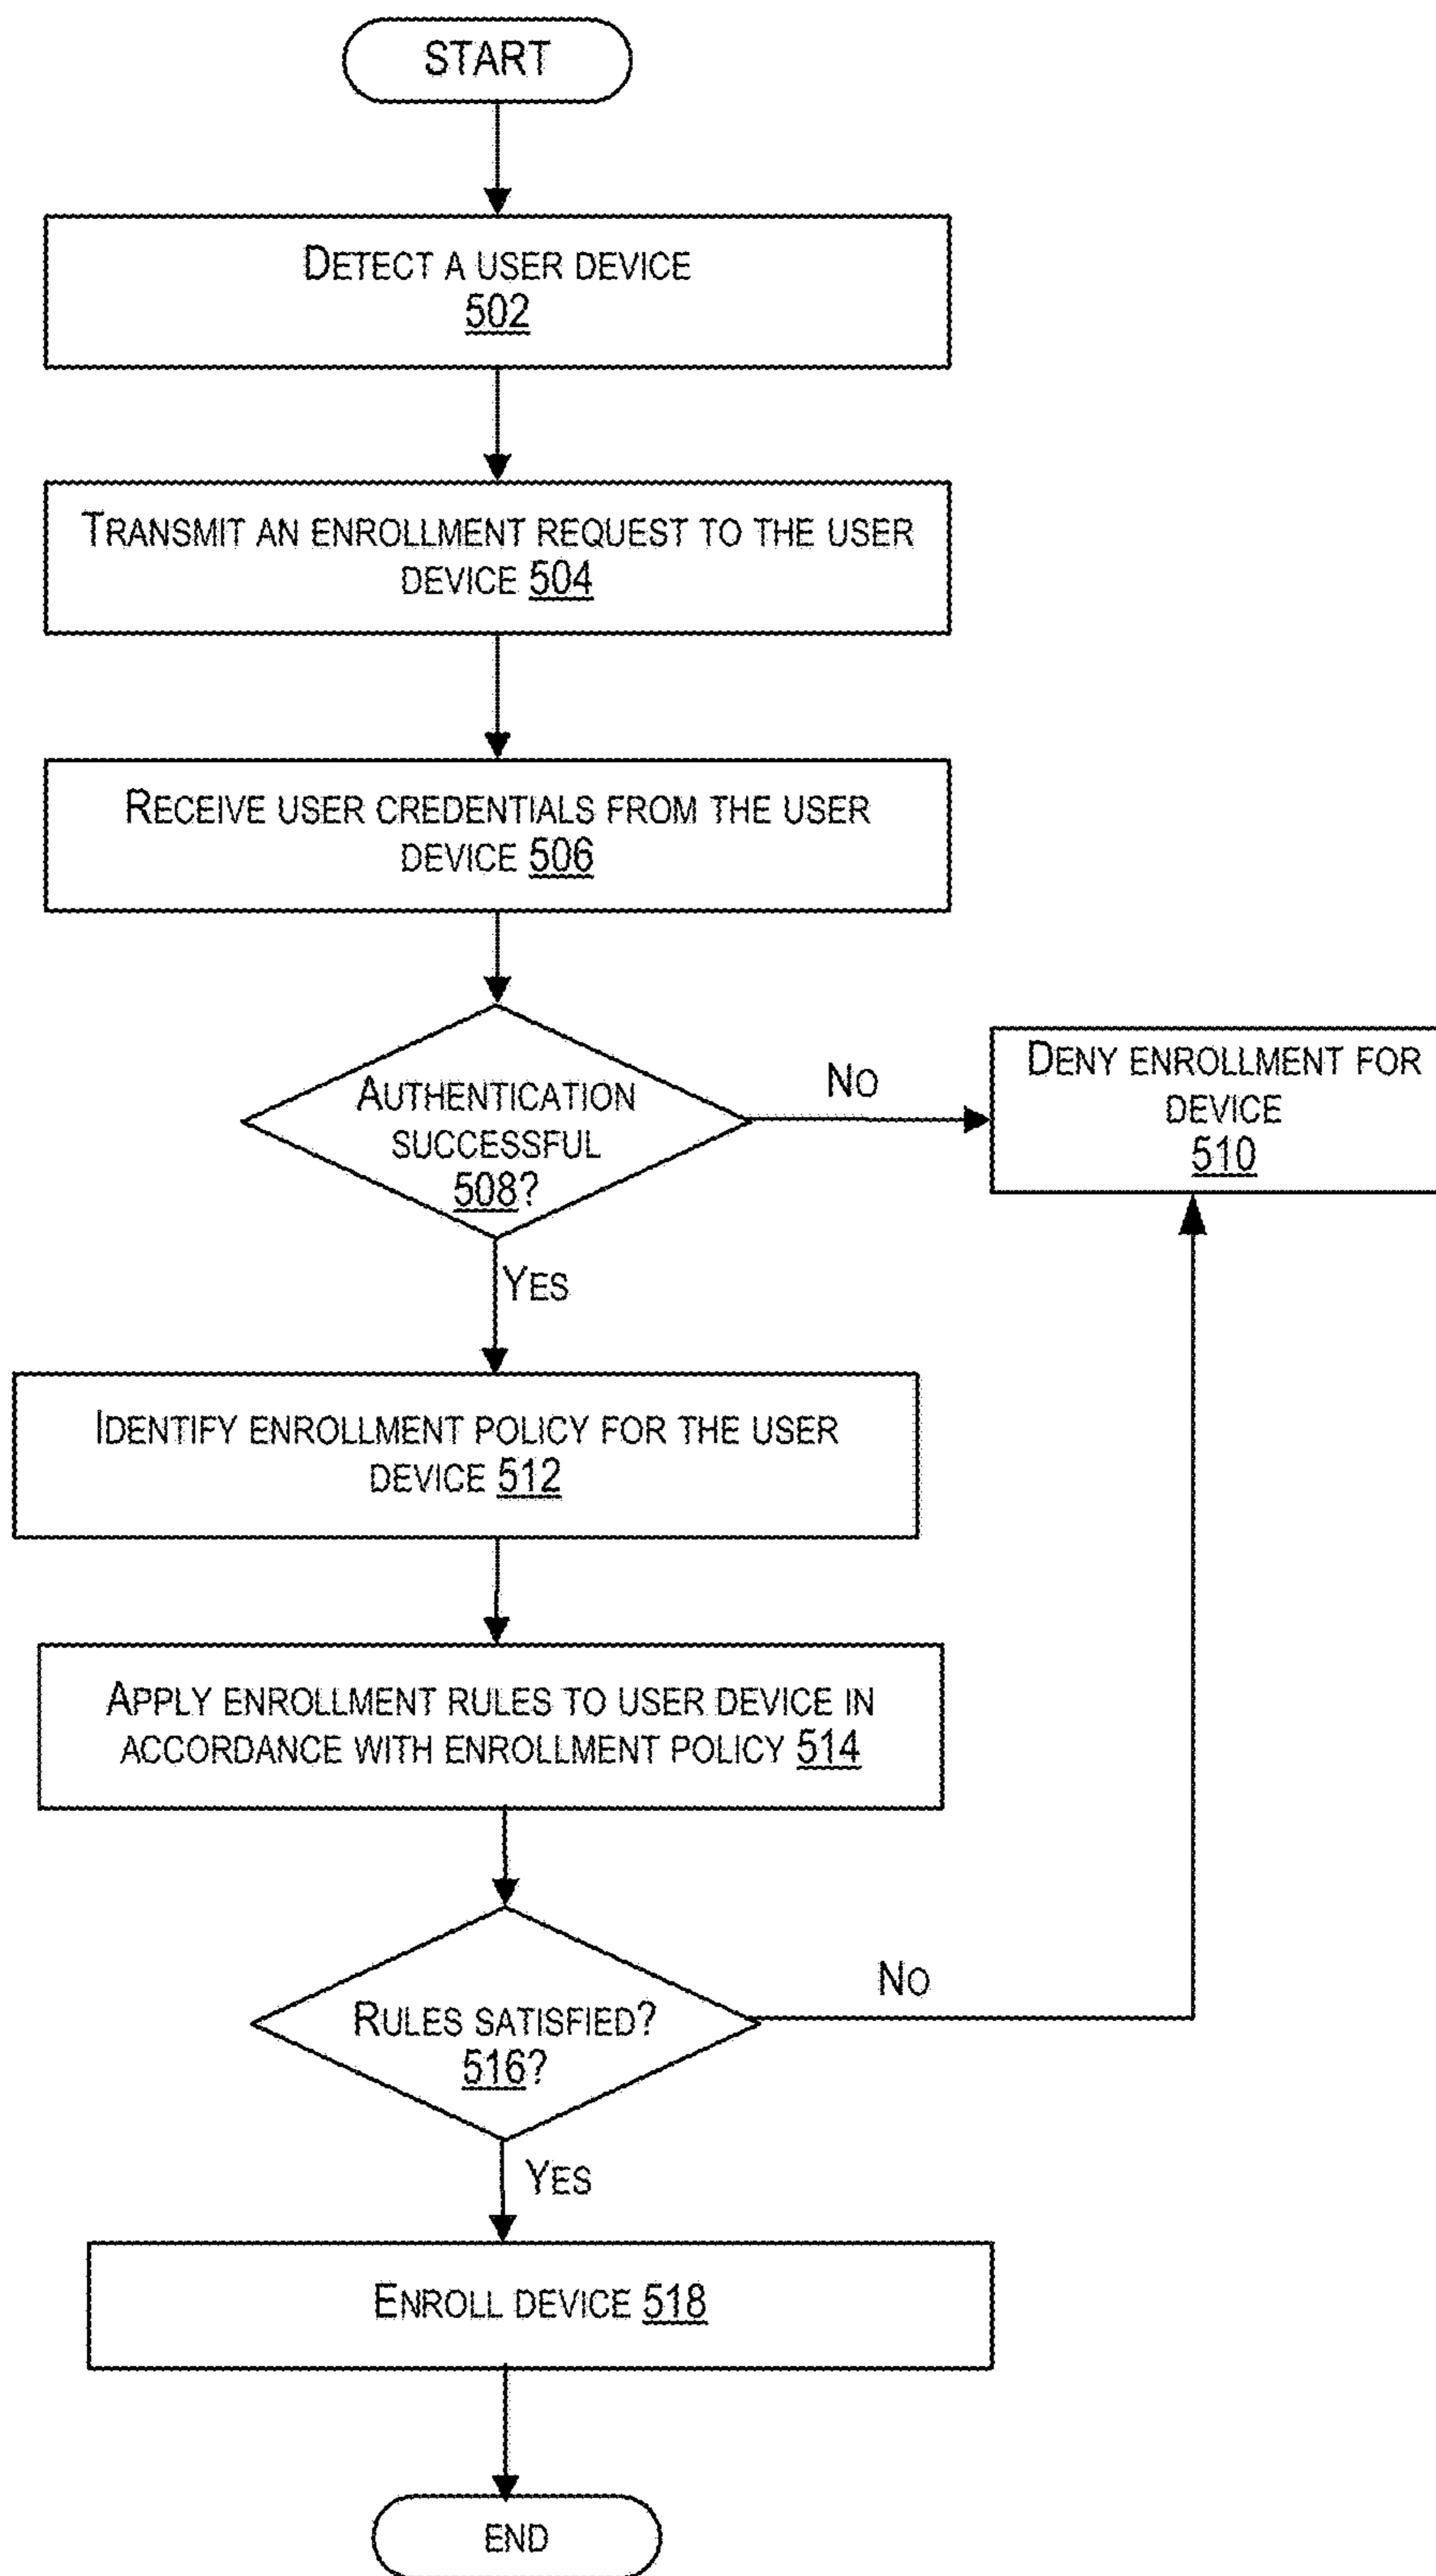 START
DETECT A USER DEVICE
502
TRANSMIT AN ENROLLMENT REQUEST TO THE USER
DEVICE 504
RECEIVE USER CREDENTIALS FROM THE USER
DEVICE 506
AUTHENTICATION
SUCCESSFUL
508?
NO
DENY ENROLLMENT FOR
DEVICE
510
YES
IDENTIFY ENROLLMENT POLICY FOR THE USER
DEVICE 512
APPLY ENROLLMENT RULES TO USER DEVICE IN
ACCORDANCE WITH ENROLLMENT POLICY 514
RULES SATISFIED?
516?
NO
YES
ENROLL DEVICE 518
END